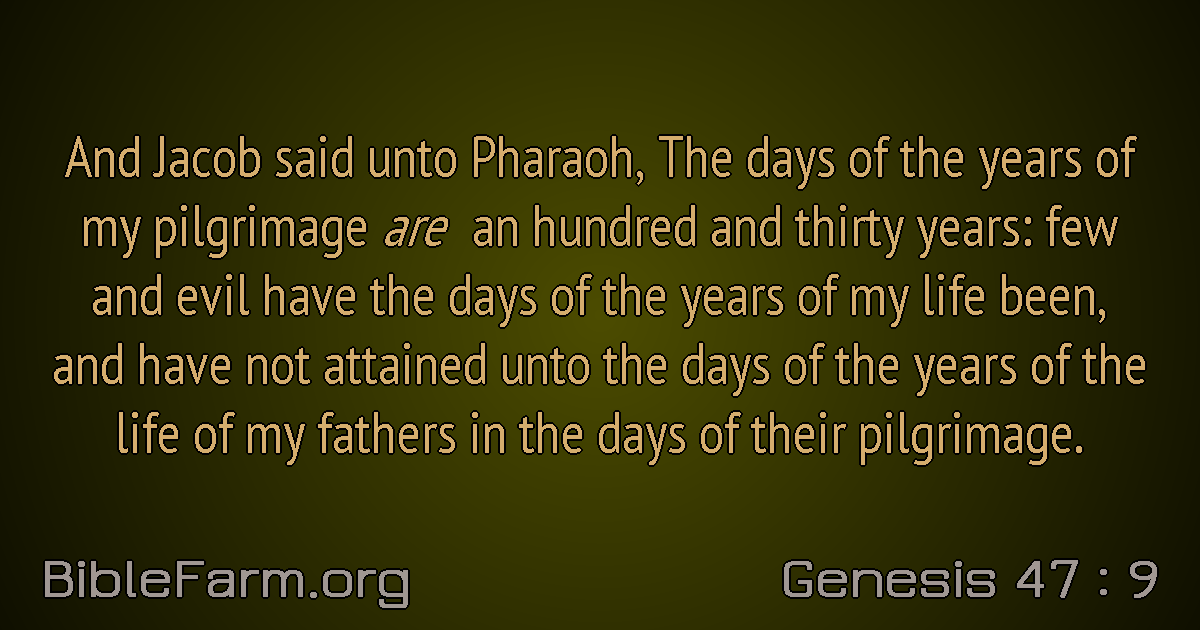 And Jacob said unto Pharaoh, The days of the years of
my pilgrimage are an hundred and thirty years: few
and evil have the days of the years of my life been,
and have not attained unto the days of the years of the
life of my fathers in the days of their pilgrimage.
BibleFarm.org
Genesis 47 : 9